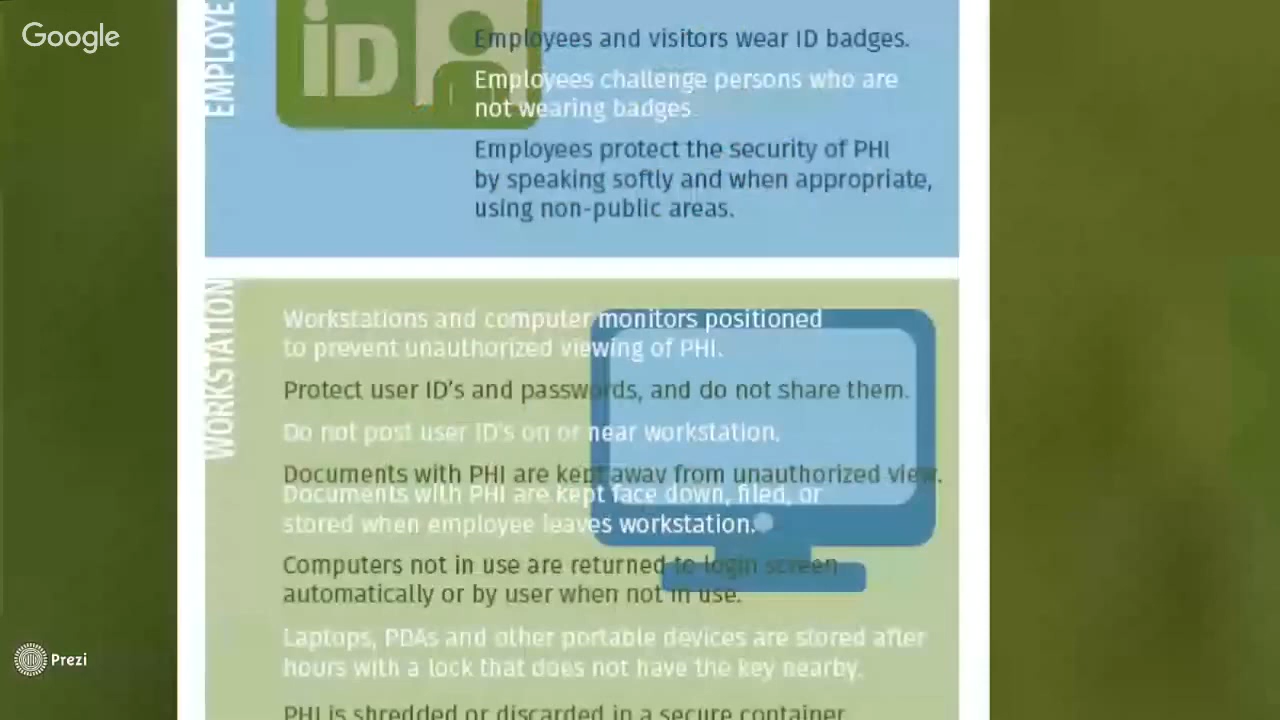 Google
EMPLOYE
iD
Employees and visitors wear ID badges.
Employees challenge persons who are
not wearing badges.
Employees protect the security of PHI
by speaking softly and when appropriate,
using non-public areas.
WORKSTATION
Workstations and computer monitors positioned
to prevent unauthorized viewing of PHI.
Protect user ID's and passwords, and do not share them.
Do not post user ID's on or near workstation.
Documents with PHI are kept away from unauthorized view.
Documents with PHI are kept face down, filed, or
stored when employee leaves workstation.
Computers not in use are returned to login screen
automatically or by user when not in use.
Laptops, PDAs and other portable devices are stored after
hours with a lock that does not have the key nearby.
PHI is shredded or discarded in a secure container
Prezi